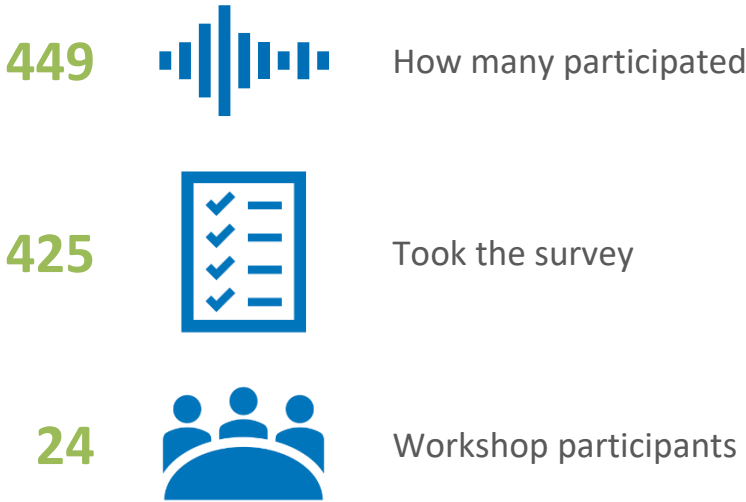 449 How many participated
425 Took the survey
24 Workshop participants